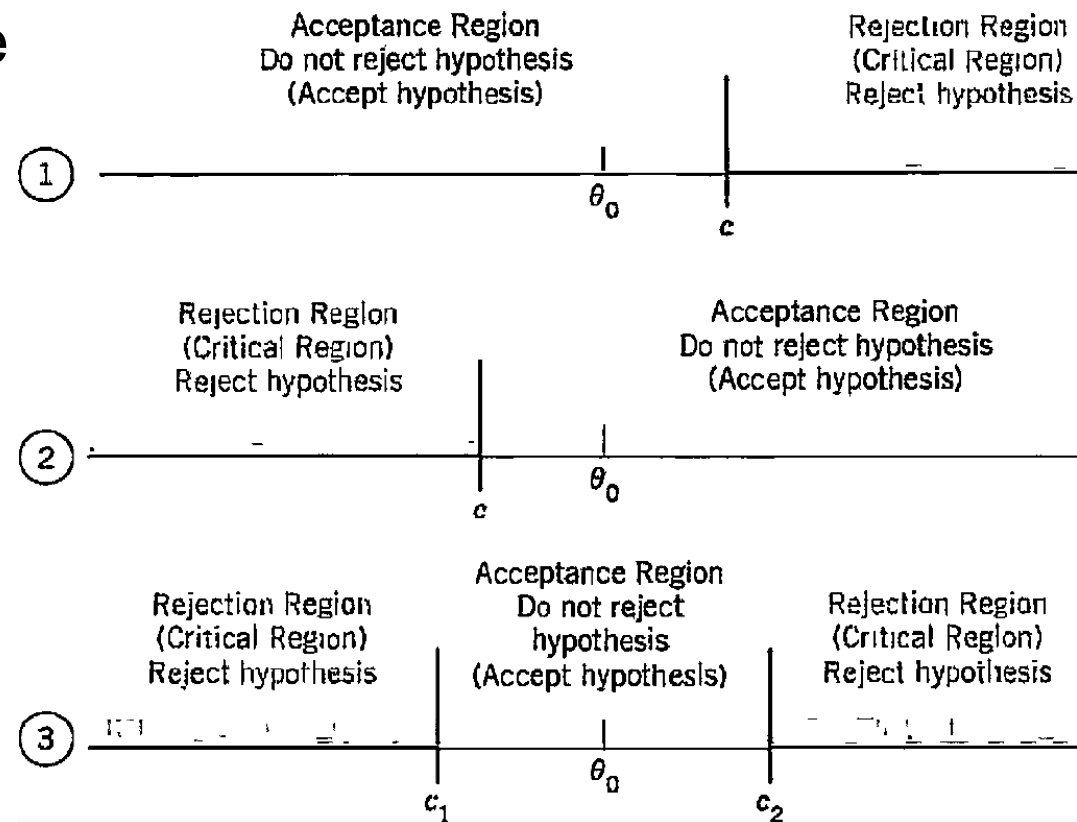 e
Acceptance Region
Do not reject hypothesis
(Accept hypothesis)
Rejection Region
(Critical Region)
Reject hypothesis
1
θ0
c
Rejection Region
(Critical Region)
Reject hypothesis
Acceptance Region
Do not reject hypothesis
(Accept hypothesis)
2
c
θ0
Rejection Region
(Critical Region)
Reject hypothesis
Acceptance Region
Do not reject
hypothesis
(Accept hypothesis)
Rejection Region
(Critical Region)
Reject hypothesis
3
c1
θ0
c2